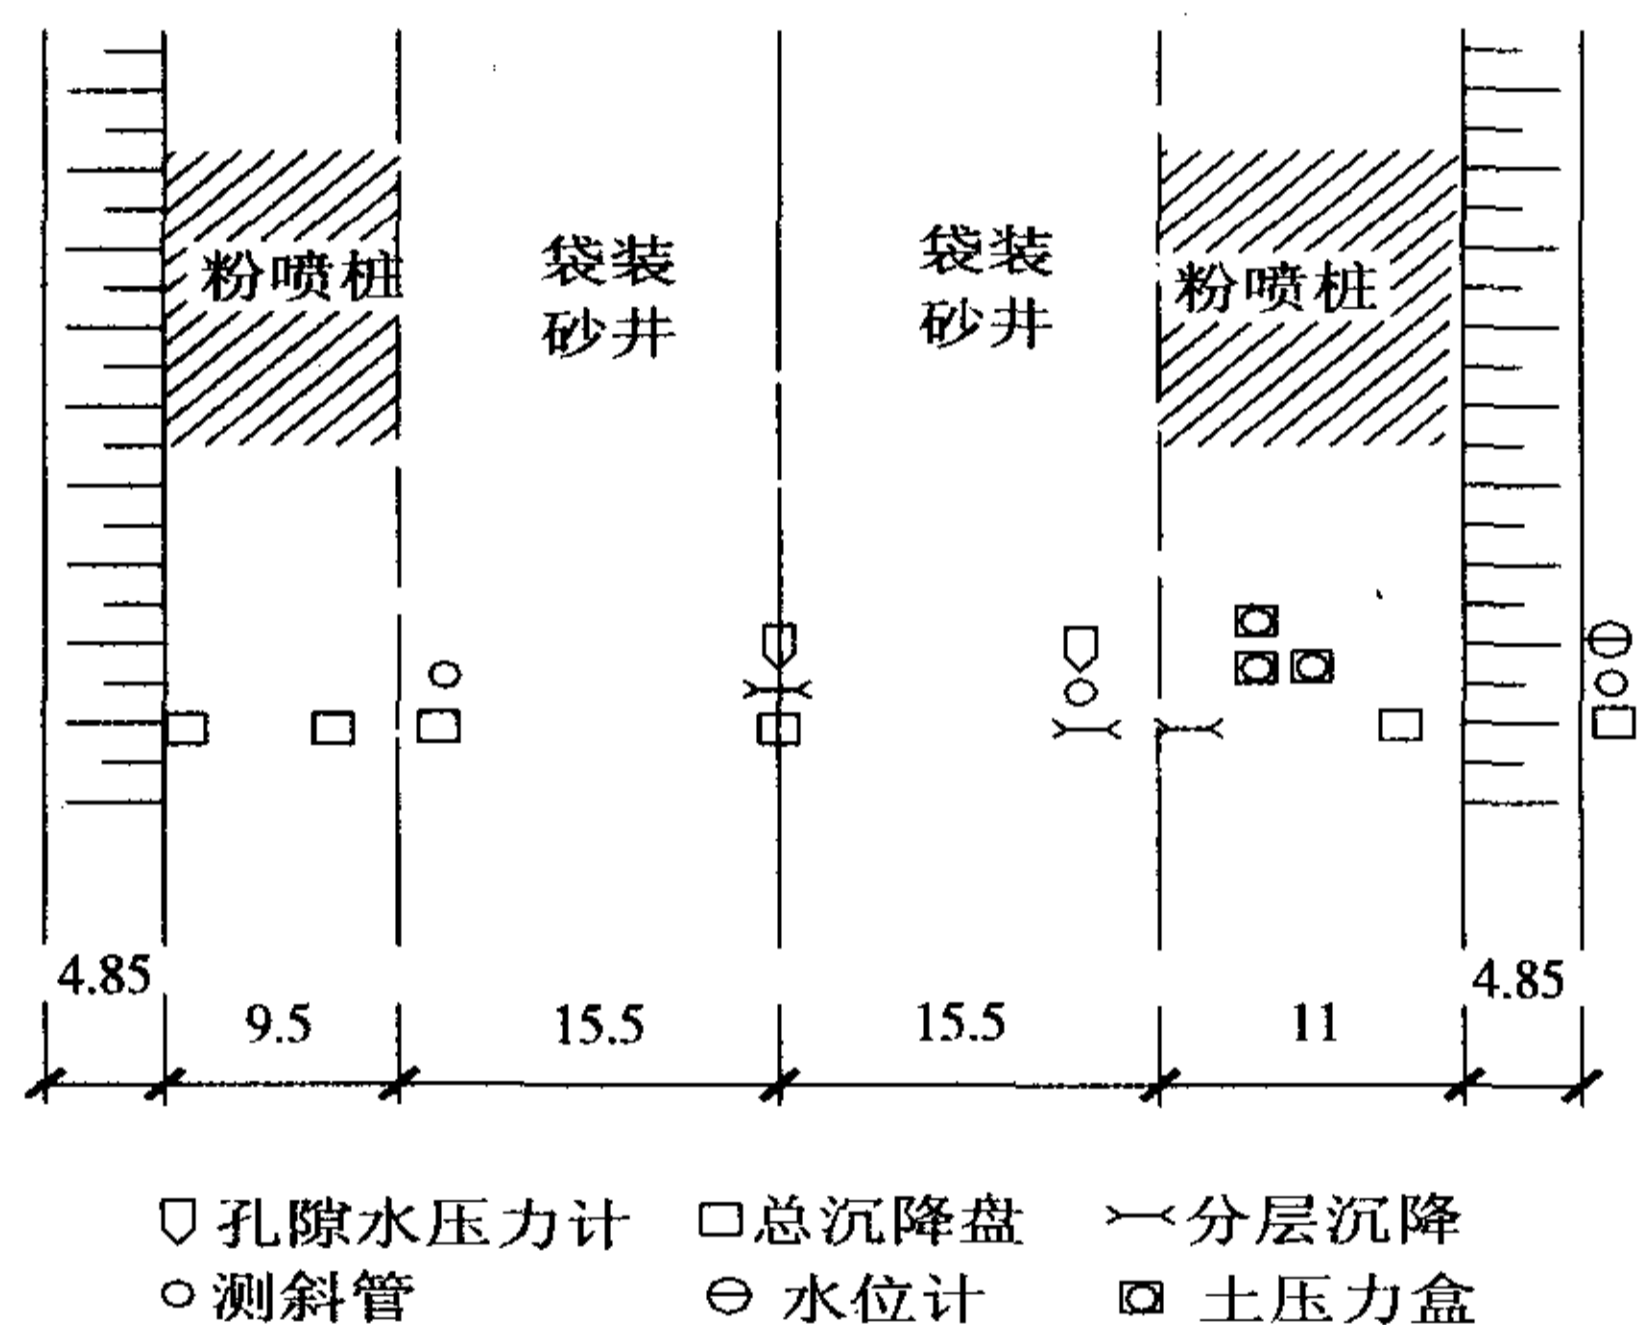 粉喷桩
袋装
砂井
袋装
砂井
粉喷桩
4.85
9.5
15.5
15.5
11
4.85
孔隙水压力计
总沉降盘
分层沉降
测斜管
水位计
土压力盒